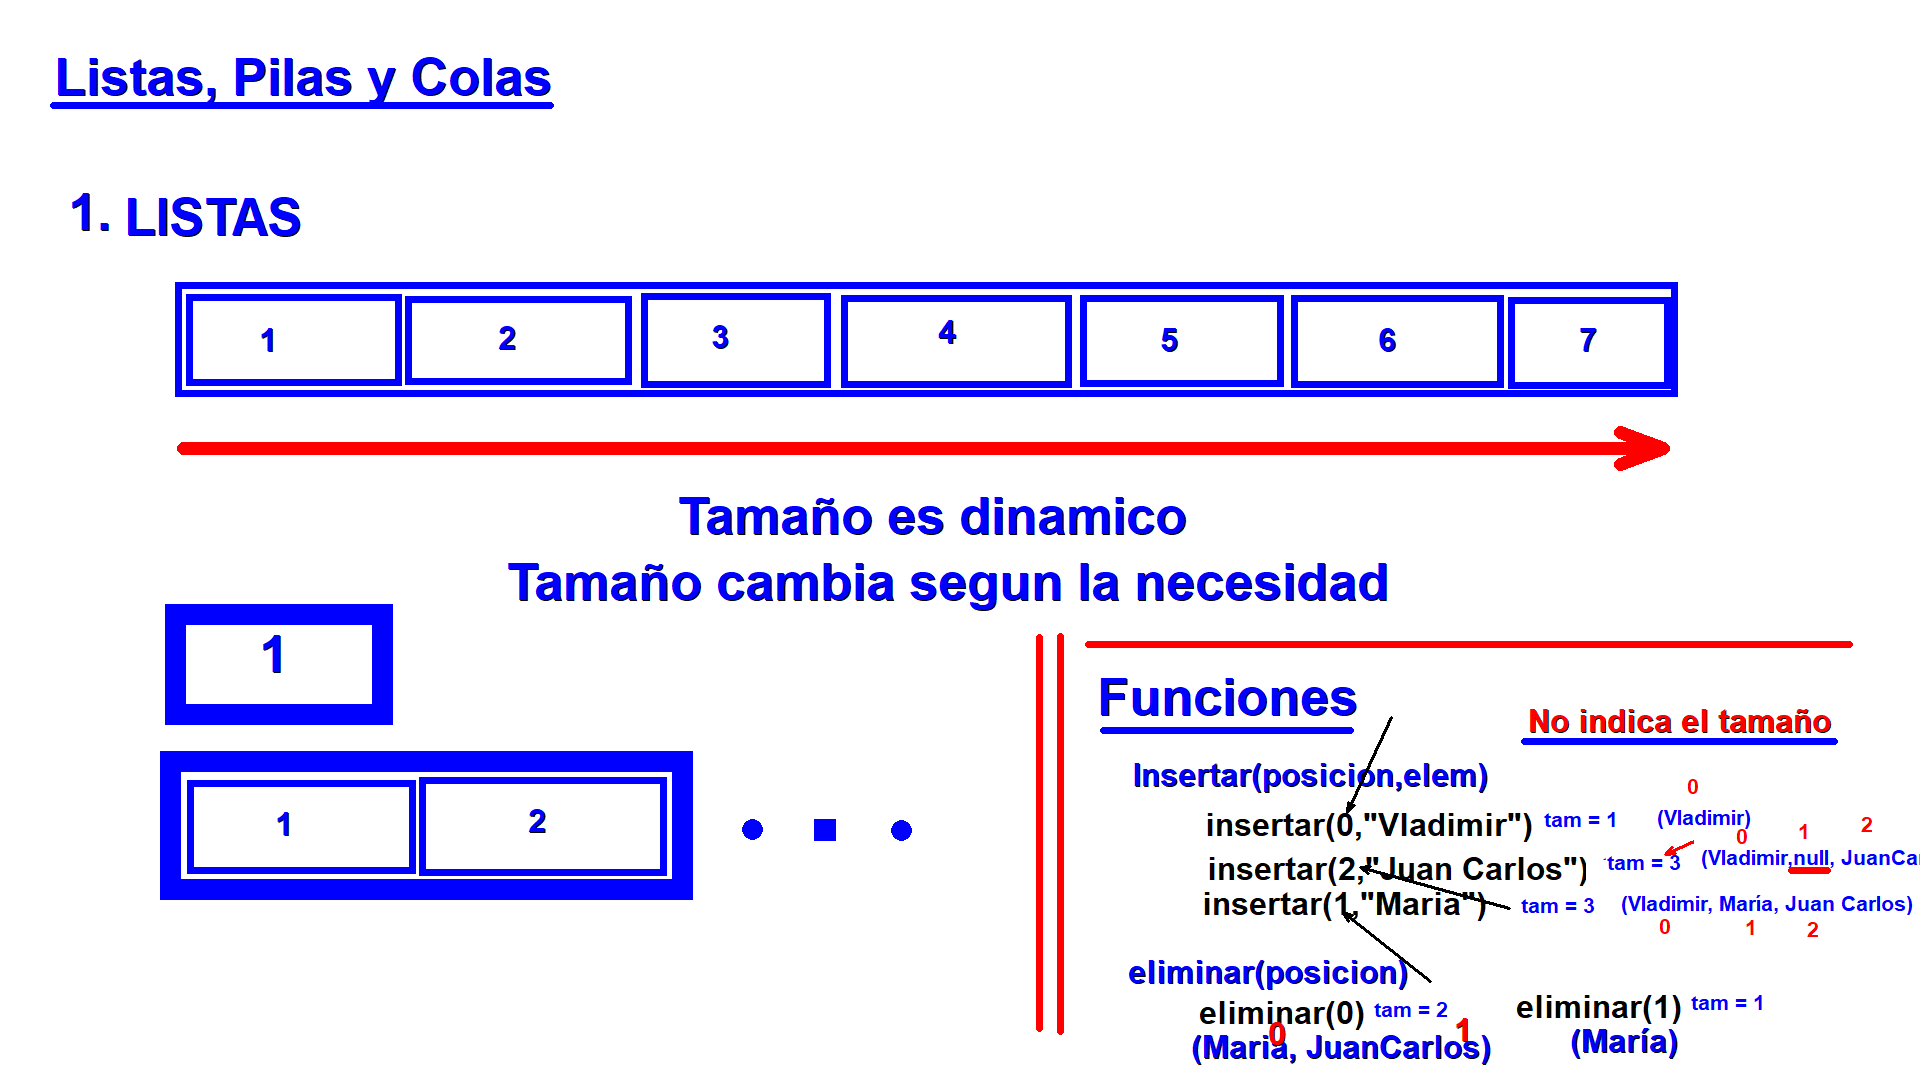 Listas, Pilas y Colas
1. LISTAS
1 2 3 4 5 6 7
Tamaño es dinamico
Tamaño cambia segun la necesidad
1
1 2
Funciones
No indica el tamaño
Insertar(posicion,elem)
0
insertar(0,"Vladimir") tam = 1 (Vladimir)
0 1 2
insertar(2,"Juan Carlos") tam = 3 (Vladimir,null, JuanCar
insertar(1,"Maria") tam = 3 (Vladimir, María, Juan Carlos)
0 1 2
eliminar(posicion)
eliminar(0) tam = 2
0 1
(Maria, JuanCarlos)
eliminar(1) tam = 1
(María)